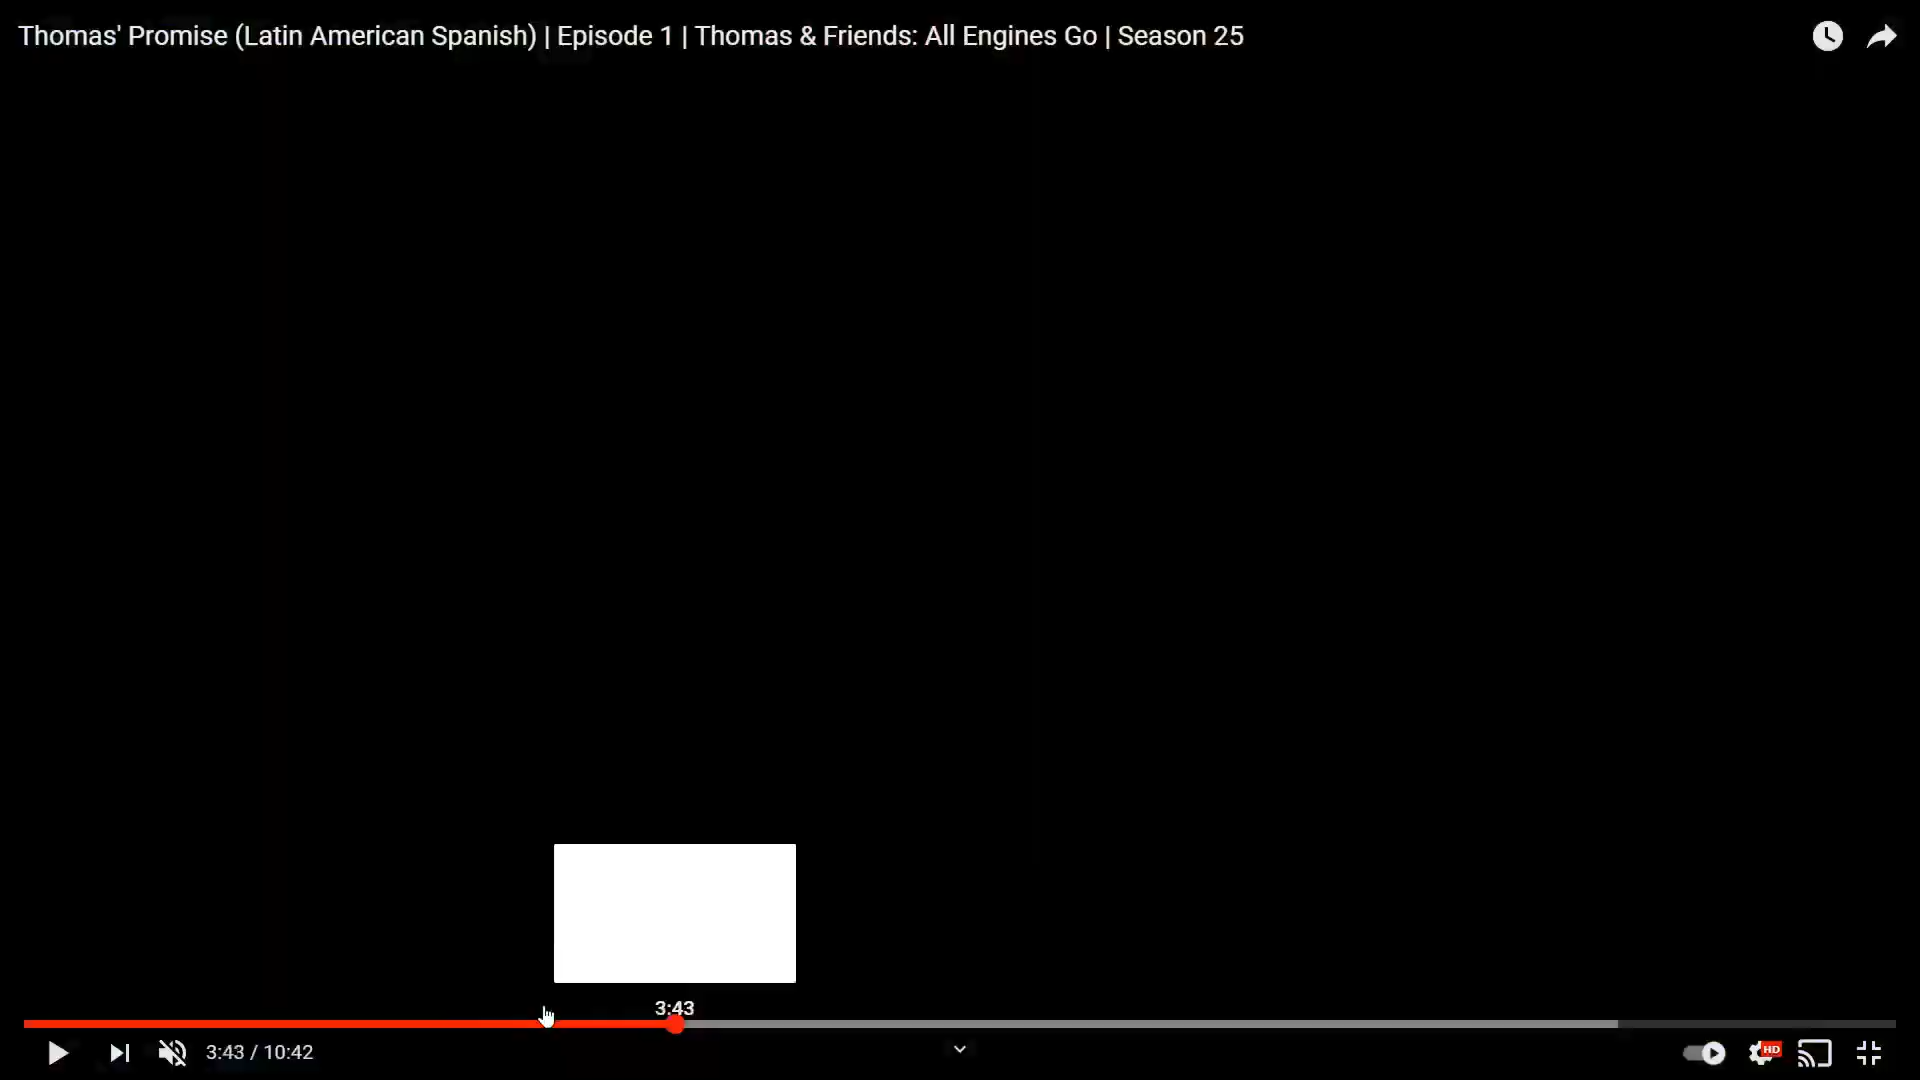 Thomas' Promise (Latin American Spanish) | Episode 1 | Thomas & Friends: All Engines Go | Season 25
3:43
3:43 / 10:42
HD